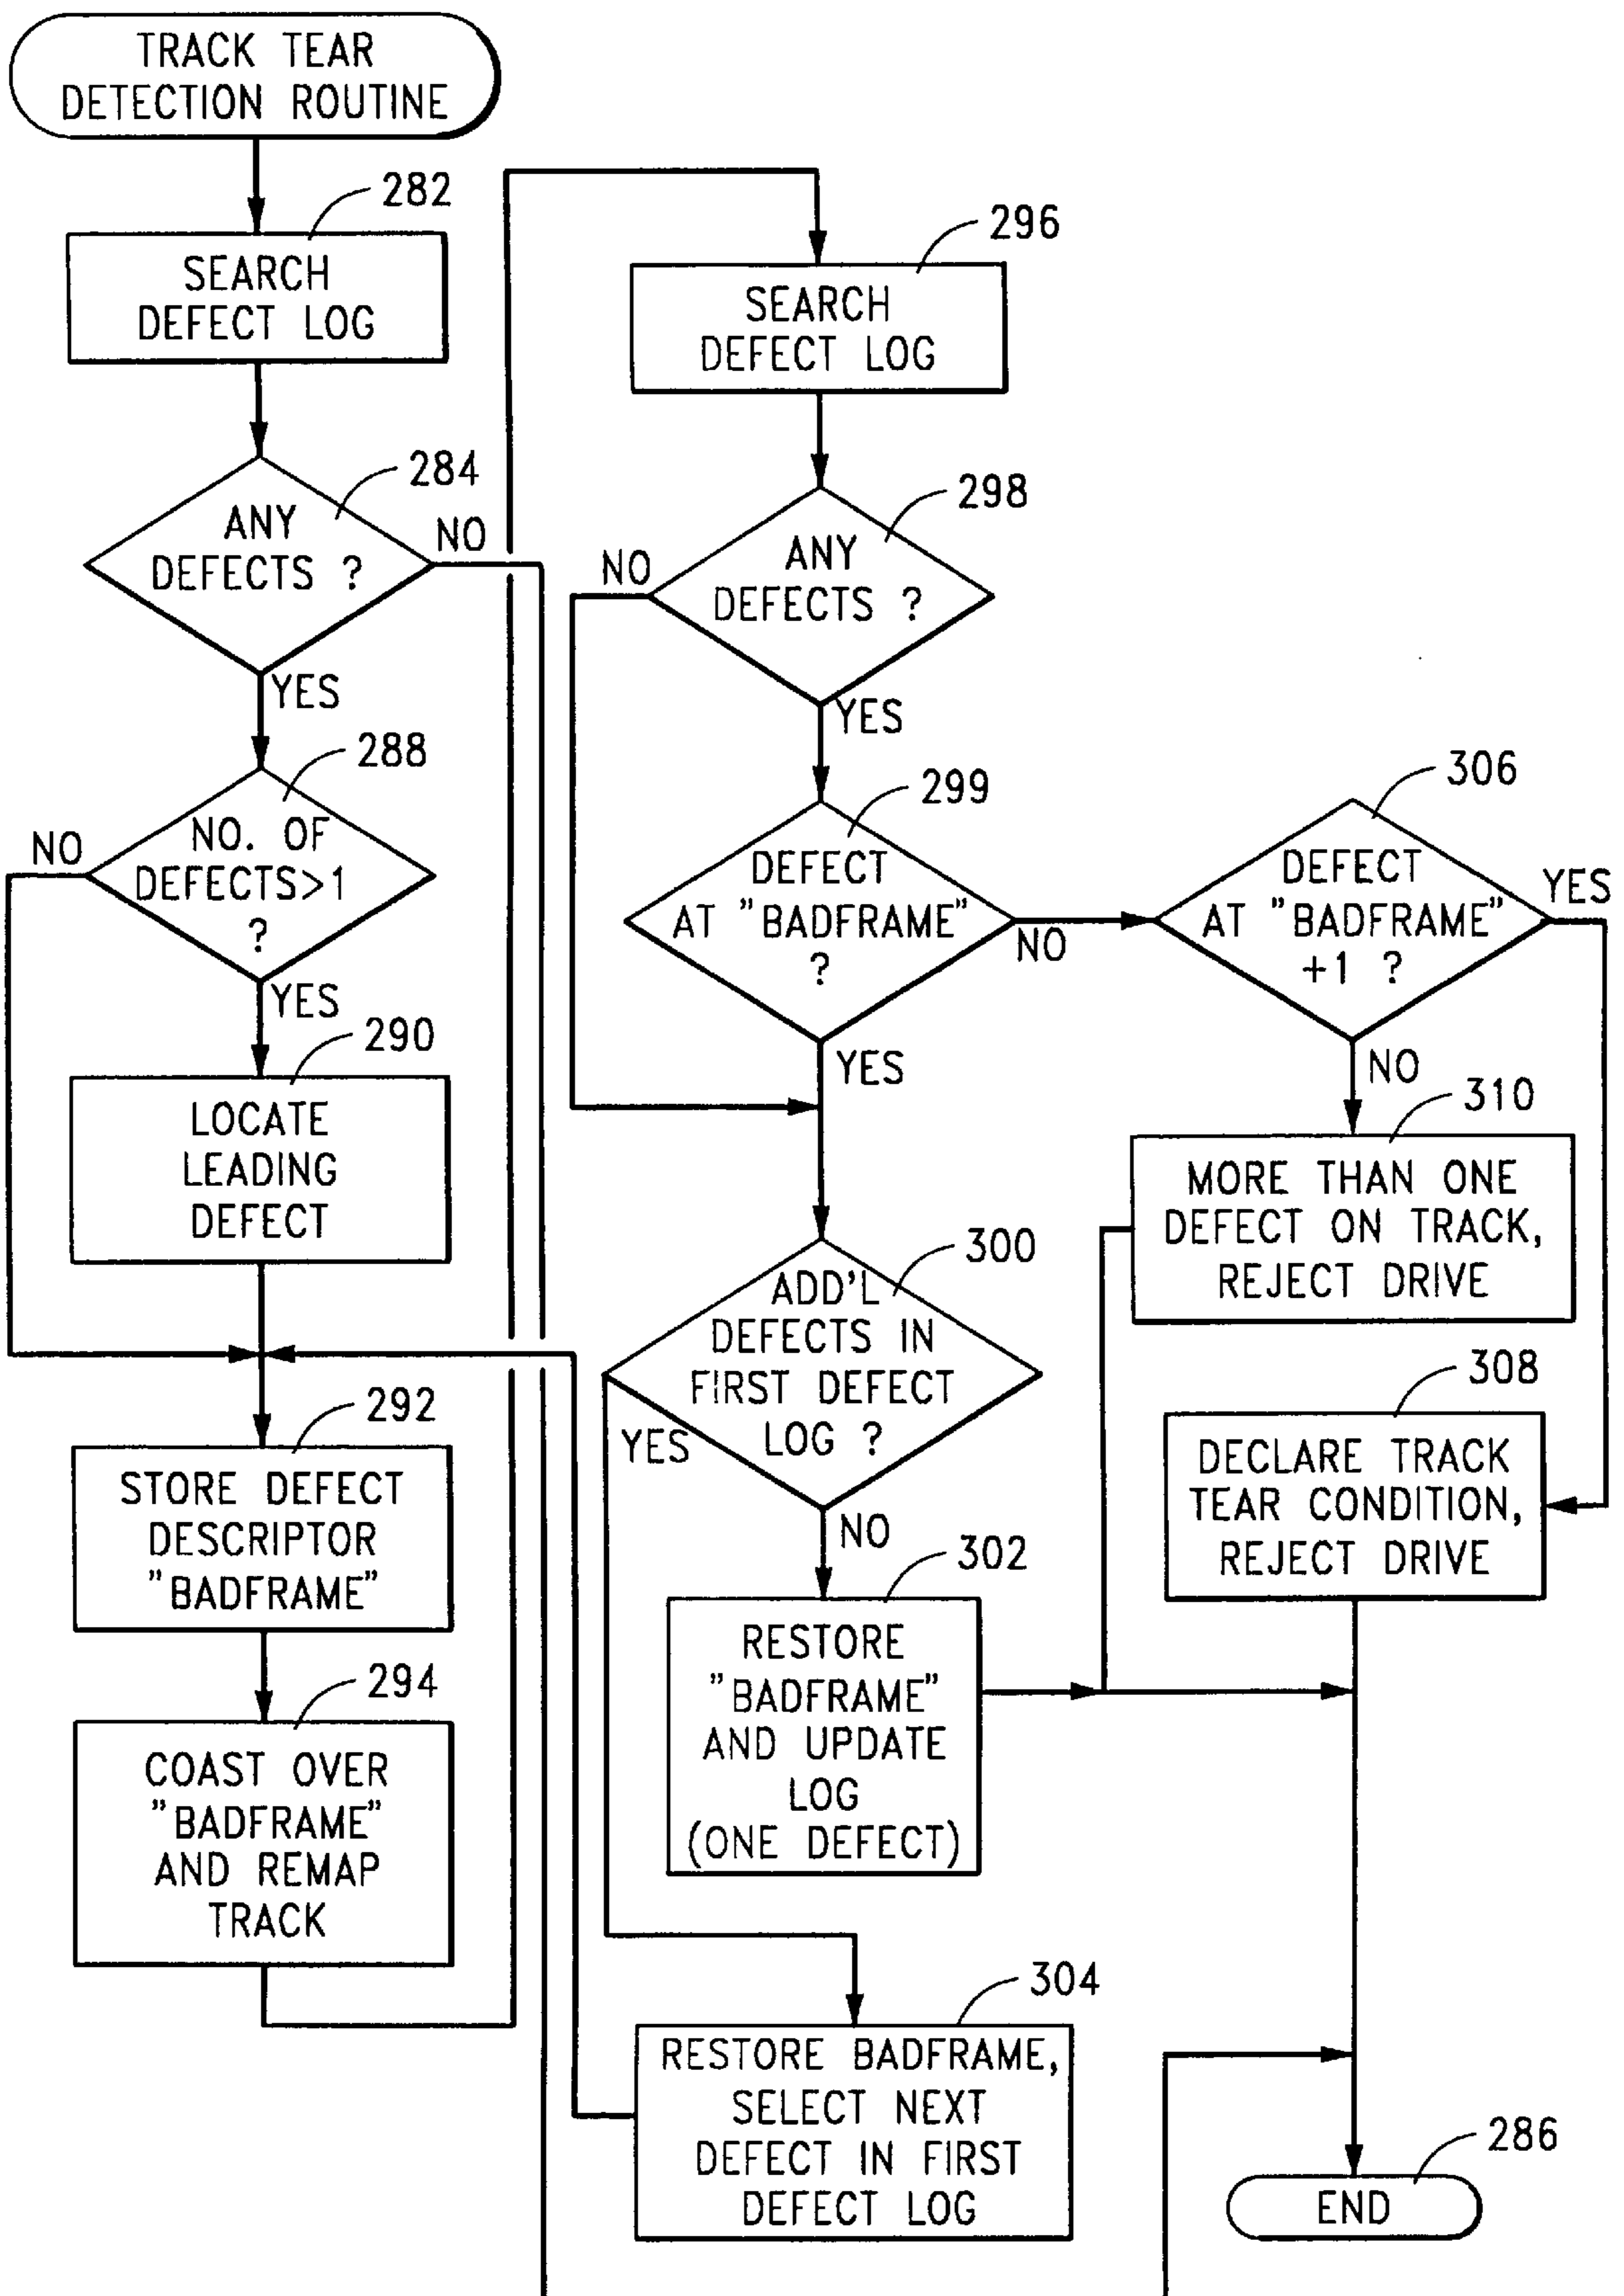 TRACK TEAR
DETECTION ROUTINE
282
SEARCH
DEFECT LOG
284
ANY
DEFECTS ?
NO
YES
288
NO. OF
DEFECTS>1
?
NO
YES
290
LOCATE
LEADING
DEFECT
292
STORE DEFECT
DESCRIPTOR
"BADFRAME"
294
COAST OVER
"BADFRAME"
AND REMAP
TRACK
296
SEARCH
DEFECT LOG
298
ANY
DEFECTS ?
NO
YES
299
DEFECT
AT "BADFRAME"
?
NO
YES
300
ADD'L
DEFECTS IN
FIRST DEFECT
LOG ?
YES
NO
302
RESTORE
"BADFRAME"
AND UPDATE
LOG
(ONE DEFECT)
304
RESTORE BADFRAME,
SELECT NEXT
DEFECT IN FIRST
DEFECT LOG
306
DEFECT
AT "BADFRAME"
+1 ?
YES
NO
310
MORE THAN ONE
DEFECT ON TRACK,
REJECT DRIVE
308
DECLARE TRACK
TEAR CONDITION,
REJECT DRIVE
286
END